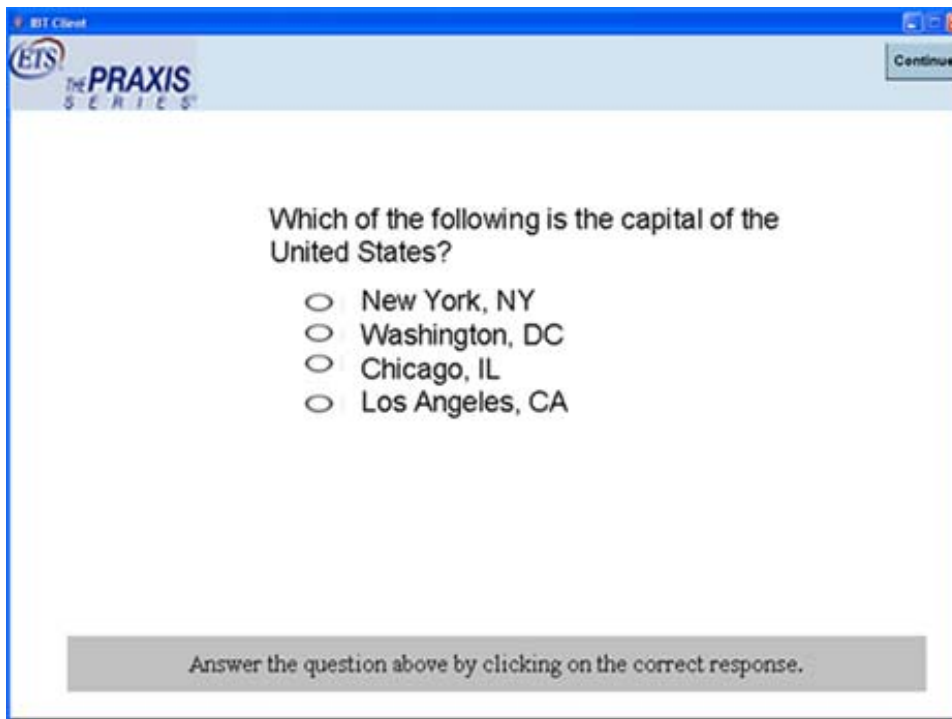 IBT Client
ETS
THE PRAXIS
SERIES
Continue
Which of the following is the capital of the
United States?
New York, NY
Washington, DC
Chicago, IL
Los Angeles, CA
Answer the question above by clicking on the correct response.